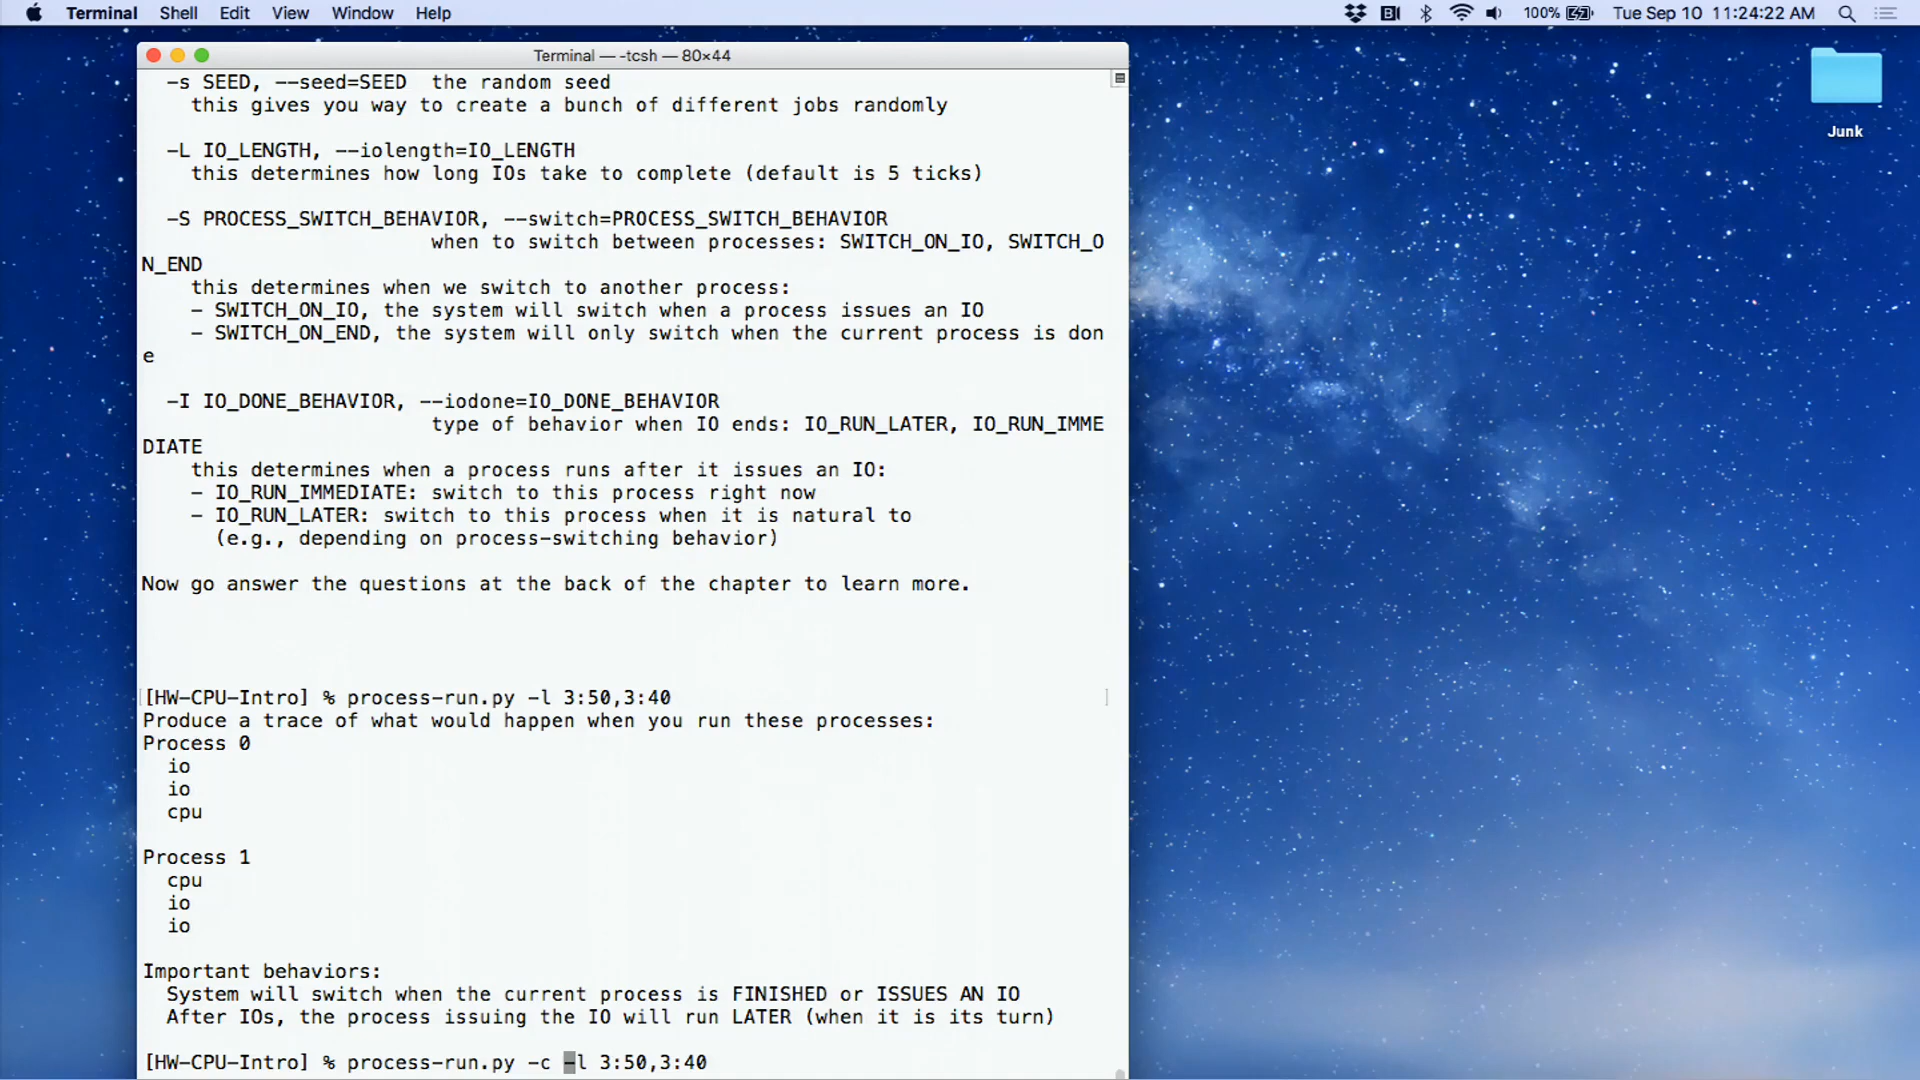 Terminal Shell Edit View Window Help 100% Tue Sep 10 11:24:22 AM
Terminal — -tcsh — 80×44
Junk
-s SEED, --seed=SEED the random seed
this gives you way to create a bunch of different jobs randomly
-L IO_LENGTH, --iolength=IO_LENGTH
this determines how long IOs take to complete (default is 5 ticks)
-S PROCESS_SWITCH_BEHAVIOR, --switch=PROCESS_SWITCH_BEHAVIOR
when to switch between processes: SWITCH_ON_IO, SWITCH_O
N_END
this determines when we switch to another process:
- SWITCH_ON_IO, the system will switch when a process issues an IO
- SWITCH_ON_END, the system will only switch when the current process is don
e
-I IO_DONE_BEHAVIOR, --iodone=IO_DONE_BEHAVIOR
type of behavior when IO ends: IO_RUN_LATER, IO_RUN_IMME
DIATE
this determines when a process runs after it issues an IO:
- IO_RUN_IMMEDIATE: switch to this process right now
- IO_RUN_LATER: switch to this process when it is natural to
(e.g., depending on process-switching behavior)
Now go answer the questions at the back of the chapter to learn more.
[HW-CPU-Intro] % process-run.py -l 3:50,3:40
Produce a trace of what would happen when you run these processes:
Process 0
io
io
cpu
Process 1
cpu
io
io
Important behaviors:
System will switch when the current process is FINISHED or ISSUES AN IO
After IOs, the process issuing the IO will run LATER (when it is its turn)
[HW-CPU-Intro] % process-run.py -c -l 3:50,3:40